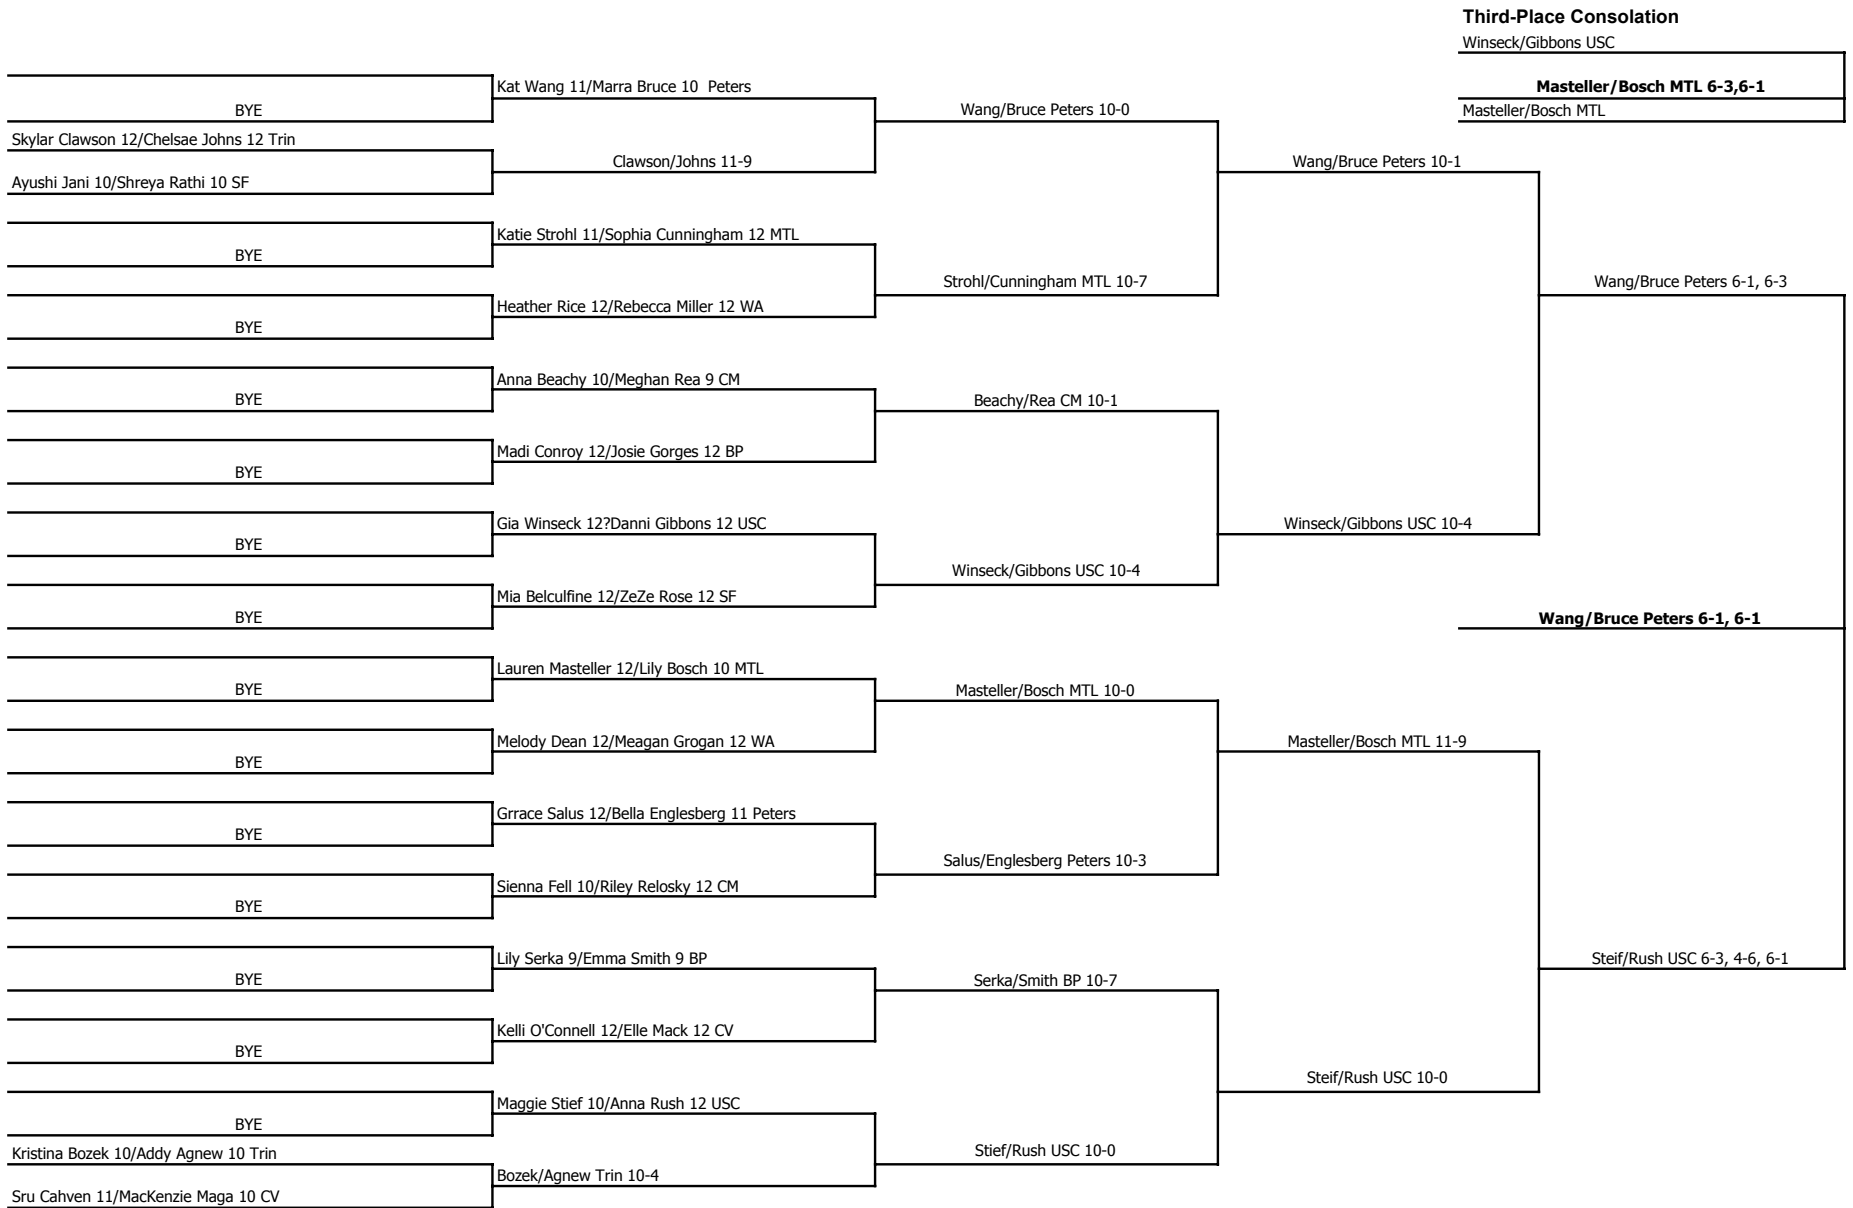 Third-Place Consolation
Winseck/Gibbons USC
Masteller/Bosch MTL 6-3,6-1
Masteller/Bosch MTL
BYE
Skylar Clawson 12/Chelsae Johns 12 Trin
Ayushi Jani 10/Shreya Rathi 10 SF
BYE
BYE
BYE
BYE
BYE
BYE
BYE
BYE
BYE
BYE
BYE
BYE
BYE
Kristina Bozek 10/Addy Agnew 10 Trin
Sru Cahven 11/MacKenzie Maga 10 CV
Kat Wang 11/Marra Bruce 10  Peters
Clawson/Johns 11-9
Katie Strohl 11/Sophia Cunningham 12 MTL
Heather Rice 12/Rebecca Miller 12 WA
Anna Beachy 10/Meghan Rea 9 CM
Madi Conroy 12/Josie Gorges 12 BP
Gia Winseck 12?Danni Gibbons 12 USC
Mia Belculfine 12/ZeZe Rose 12 SF
Lauren Masteller 12/Lily Bosch 10 MTL
Melody Dean 12/Meagan Grogan 12 WA
Grrace Salus 12/Bella Englesberg 11 Peters
Sienna Fell 10/Riley Relosky 12 CM
Lily Serka 9/Emma Smith 9 BP
Kelli O'Connell 12/Elle Mack 12 CV
Maggie Stief 10/Anna Rush 12 USC
Bozek/Agnew Trin 10-4
Wang/Bruce Peters 10-0
Strohl/Cunningham MTL 10-7
Beachy/Rea CM 10-1
Winseck/Gibbons USC 10-4
Masteller/Bosch MTL 10-0
Salus/Englesberg Peters 10-3
Serka/Smith BP 10-7
Stief/Rush USC 10-0
Wang/Bruce Peters 10-1
Winseck/Gibbons USC 10-4
Masteller/Bosch MTL 11-9
Steif/Rush USC 10-0
Wang/Bruce Peters 6-1, 6-3
Steif/Rush USC 6-3, 4-6, 6-1
Wang/Bruce Peters 6-1, 6-1